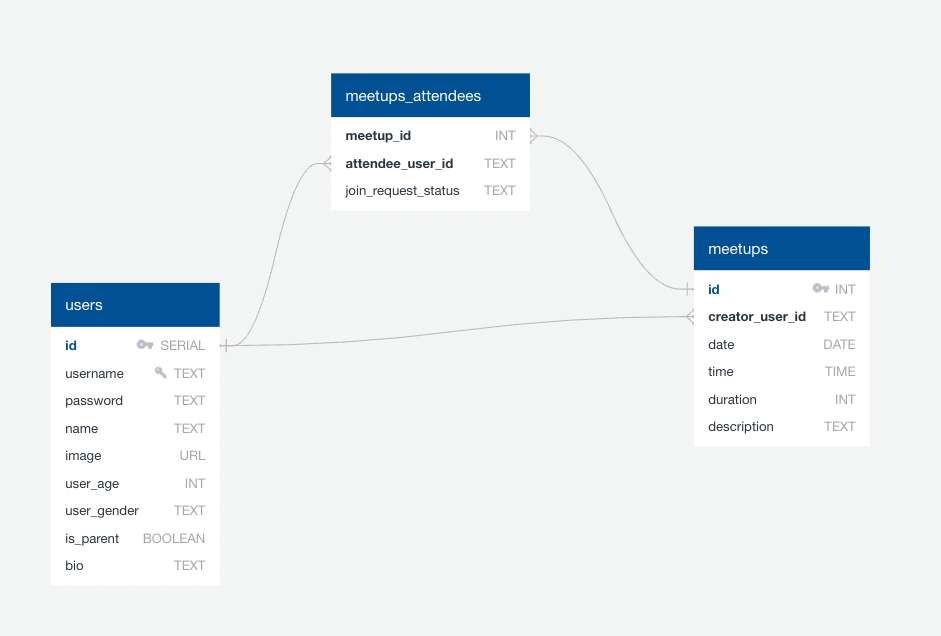 meetups_attendees
meetup_id INT
attendee_user_id TEXT
join_request_status TEXT
meetups
id INT
creator_user_id TEXT
date DATE
time TIME
duration INT
description TEXT
users
id SERIAL
username TEXT
password TEXT
name TEXT
image URL
user_age INT
user_gender TEXT
is_parent BOOLEAN
bio TEXT